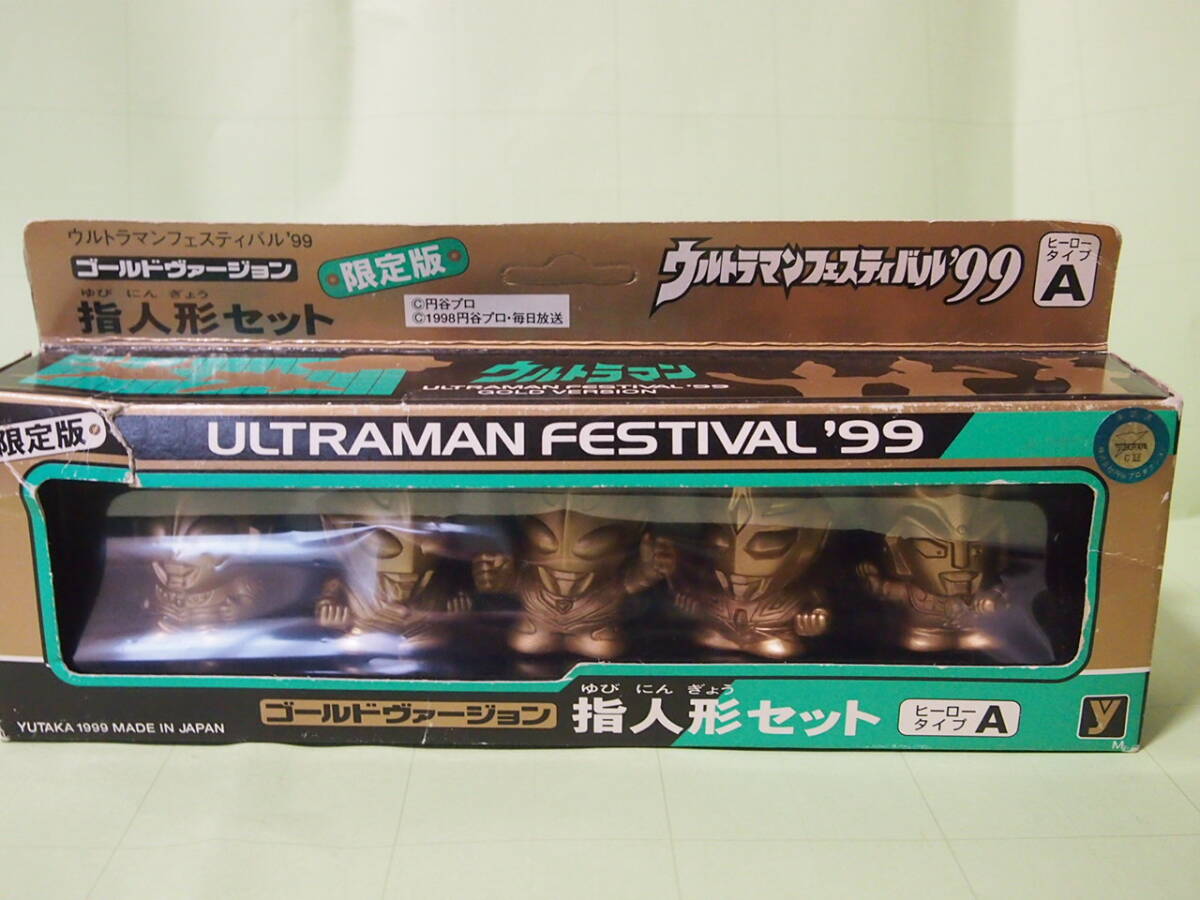 ウルトラマンフェスティバル'99
ゴールドヴァージョン
限定版
ゆび にん ぎょう
指人形セット
©円谷プロ
©1998円谷プロ・毎日放送
ウルトラマンフェスティバル'99
ヒーロー
タイプ
A
ウルトラマン
ULTRAMAN FESTIVAL '99
GOLD VERSION
限定版
ULTRAMAN FESTIVAL '99
YUTAKA 1999 MADE IN JAPAN
ゴールドヴァージョン
ゆび にん ぎょう
指人形セット
ヒーロー
タイプ
A
y